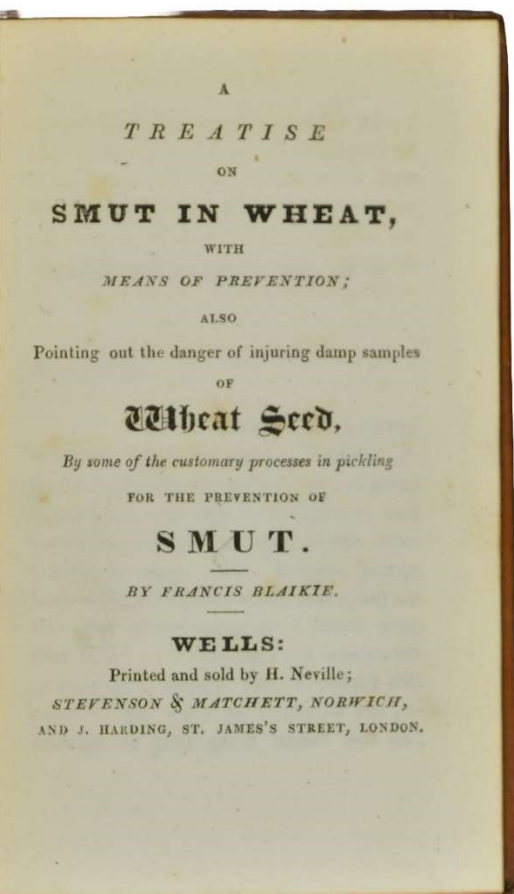 A
TREATISE
ON
SMUT IN WHEAT,
WITH
MEANS OF PREVENTION;
ALSO
Pointing out the danger of injuring damp samples
OF
Wheat Seed,
By some of the customary processes in pickling
FOR THE PREVENTION OF
SMUT.
BY FRANCIS BLAIKIE.
WELLS:
Printed and sold by H. Neville;
STEVENSON & MATCHETT, NORWICH,
AND J. HARDING, ST. JAMES'S STREET, LONDON.